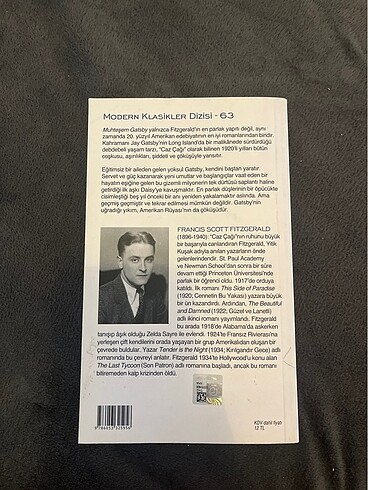 MODERN KLASİKLER DİZİSİ - 63
Muhteşem Gatsby yalnızca Fitzgerald'ın en parlak yapıtı değil, aynı
zamanda 20. yüzyıl Amerikan edebiyatının en iyi romanlarından biridir.
Kahramanı Jay Gatsby'nin Long Island'da bir malikânede sürdürdüğü
debdebeli yaşam tarzı, "Caz Çağı" olarak bilinen 1920'li yılları bütün
coşkusu, aşırılıkları, şiddeti ve çöküşüyle yansıtır.
Eğitimsiz bir aileden gelen yoksul Gatsby, kendini baştan yaratır.
Servet ve güç kazanarak yeni umutlar ve başlangıçlar vaat eden bir
hayatın eşiğine gelen bu gizemli milyonerin tek dürtüsü saplantı haline
getirdiği ilk aşkı Daisy'ye kavuşmaktır. En parlak düşlerinin bir öpücükte
cisimleştiği beş yıl önceki bir anı yeniden yakalamaktır aslında. Ama
geçmiş geçmiştir ve tekrar edilmesi mümkün değildir. Gatsby'nin
uğradığı yıkım, Amerikan Rüyası'nın da çöküşüdür.
FRANCIS SCOTT FITZGERALD
(1896-1940): "Caz Çağı"nın ruhunu büyük
bir başarıyla canlandıran Fitzgerald, Yitik
Kuşak adıyla anılan yazarların önde
gelenlerindendir. St. Paul Academy
ve Newman School'dan sonra bir süre
devam ettiği Princeton Üniversitesi'nde
parlak bir öğrenci oldu. 1917'de orduya
katıldı. İlk romanı This Side of Paradise
(1920; Cennetin Bu Yakası) yazara büyük
bir ün kazandırdı. Ardından, The Beautiful
and Damned (1922; Güzel ve Lanetli)
adlı ikinci romanı yayımlandı. Fitzgerald
bu arada 1918'de Alabama'da askerken
tanışıp âşık olduğu Zelda Sayre ile evlendi. 1924'te Fransız Rivierası'na
yerleşen çift kendilerini orada yaşayan bir grup Amerikalıdan oluşan bir
çevrede buldular. Yazar Tender is the Night (1934; Kırılgandır Gece) adlı
romanında bu çevreyi anlatır. Fitzgerald 1934'te Hollywood'u konu alan
The Last Tycoon (Son Patron) adlı romanına başladı, ancak bu romanı
bitiremeden kalp krizinden öldü.
9 786053 325956
KDV dahil fiyatı
12 TL